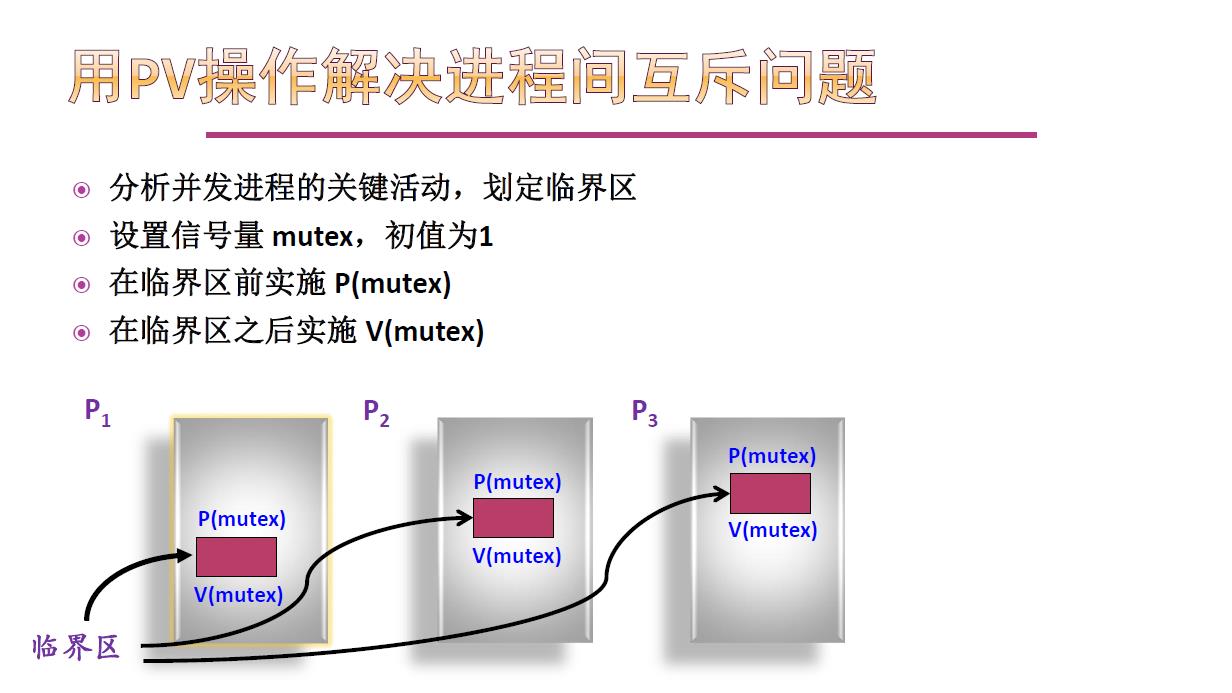 用PV操作解决进程间互斥问题
分析并发进程的关键活动，划定临界区
设置信号量 mutex，初值为1
在临界区前实施 P(mutex)
在临界区之后实施 V(mutex)
P1
P2
P3
P(mutex)
V(mutex)
P(mutex)
V(mutex)
P(mutex)
V(mutex)
临界区